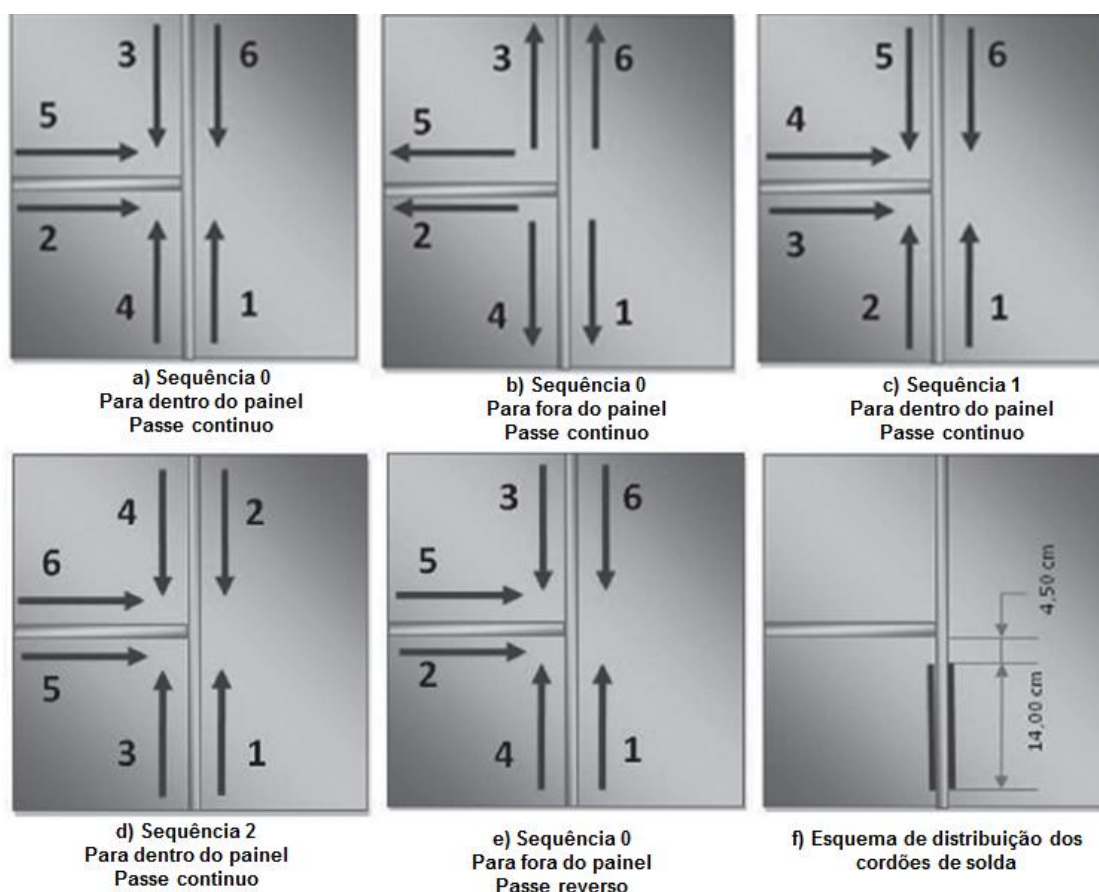 3
6
5
2
4
1
a) Sequência 0
Para dentro do painel
Passe continuo
3
6
5
2
4
1
b) Sequência 0
Para fora do painel
Passe continuo
5
6
4
3
2
1
c) Sequência 1
Para dentro do painel
Passe continuo
4
2
6
5
3
1
d) Sequência 2
Para dentro do painel
Passe continuo
3
6
5
2
4
1
e) Sequência 0
Para fora do painel
Passe reverso
4,50 cm
14,00 cm
f) Esquema de distribuição dos
cordões de solda